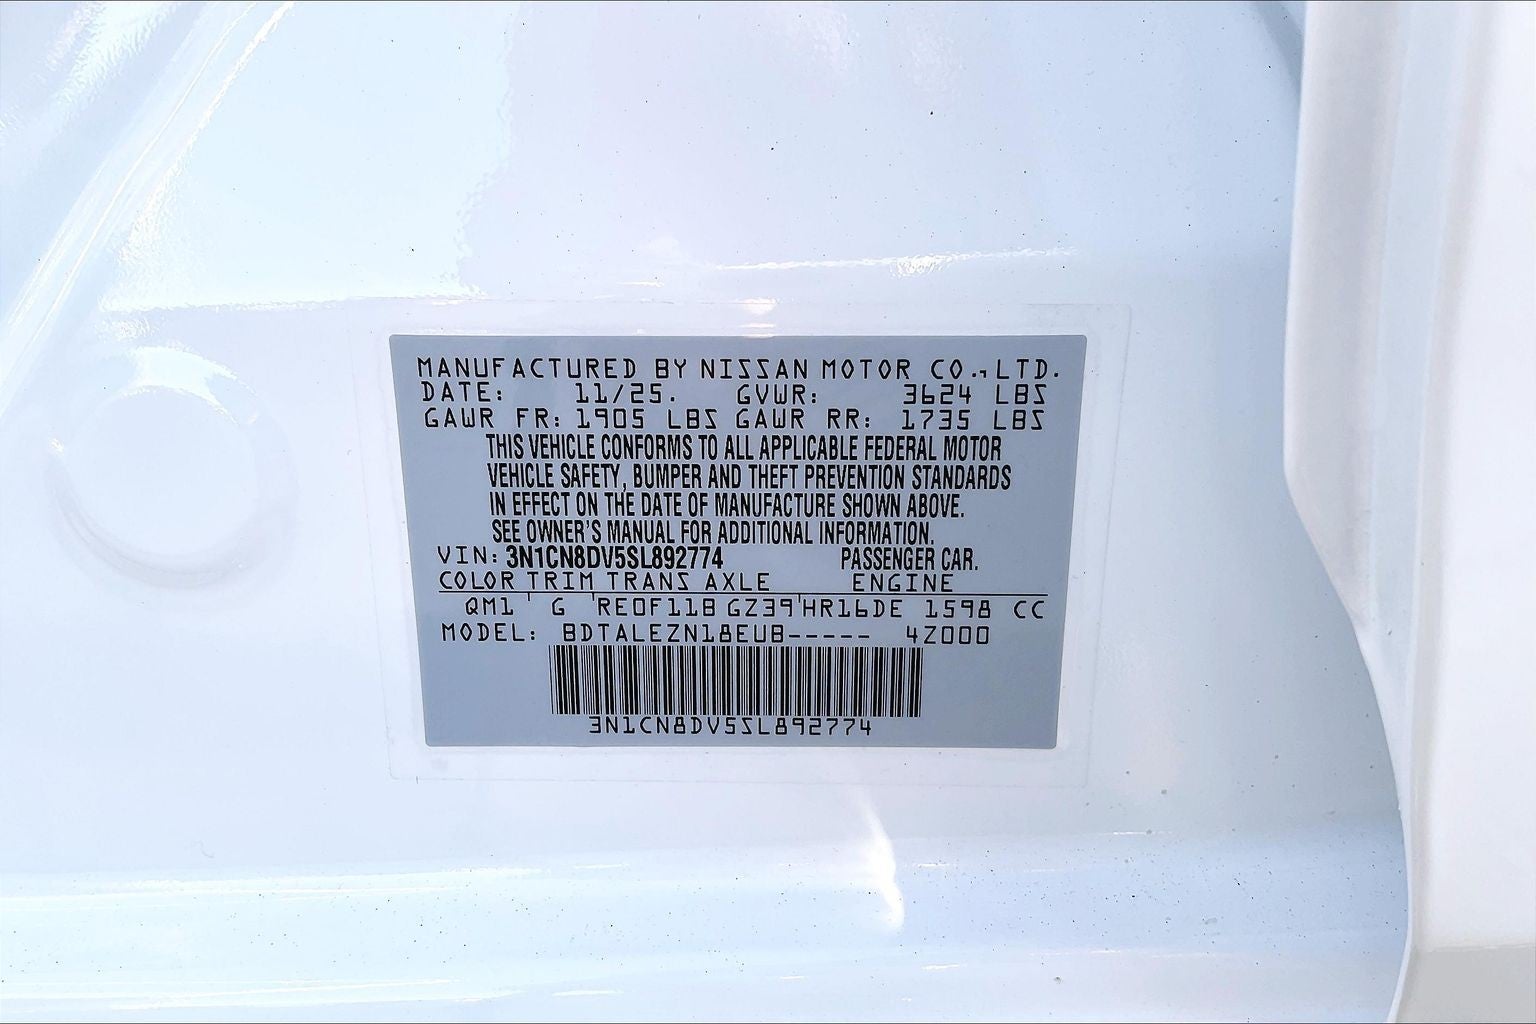 MANUFACTURED BY NISSAN MOTOR CO.,LTD.
DATE: 11/25. GVWR: 3624 LBS
GAWR FR: 1905 LBS GAWR RR: 1735 LBS
THIS VEHICLE CONFORMS TO ALL APPLICABLE FEDERAL MOTOR
VEHICLE SAFETY, BUMPER AND THEFT PREVENTION STANDARDS
IN EFFECT ON THE DATE OF MANUFACTURE SHOWN ABOVE.
SEE OWNER'S MANUAL FOR ADDITIONAL INFORMATION.
VIN: 3N1CN8DV5SL892774 PASSENGER CAR.
COLOR TRIM TRANS AXLE ENGINE
QM1 G RE0F11B GZ39 HR16DE 1598 CC
MODEL: BDTALEZN18EUB----- 4Z000
3N1CN8DV5SL892774